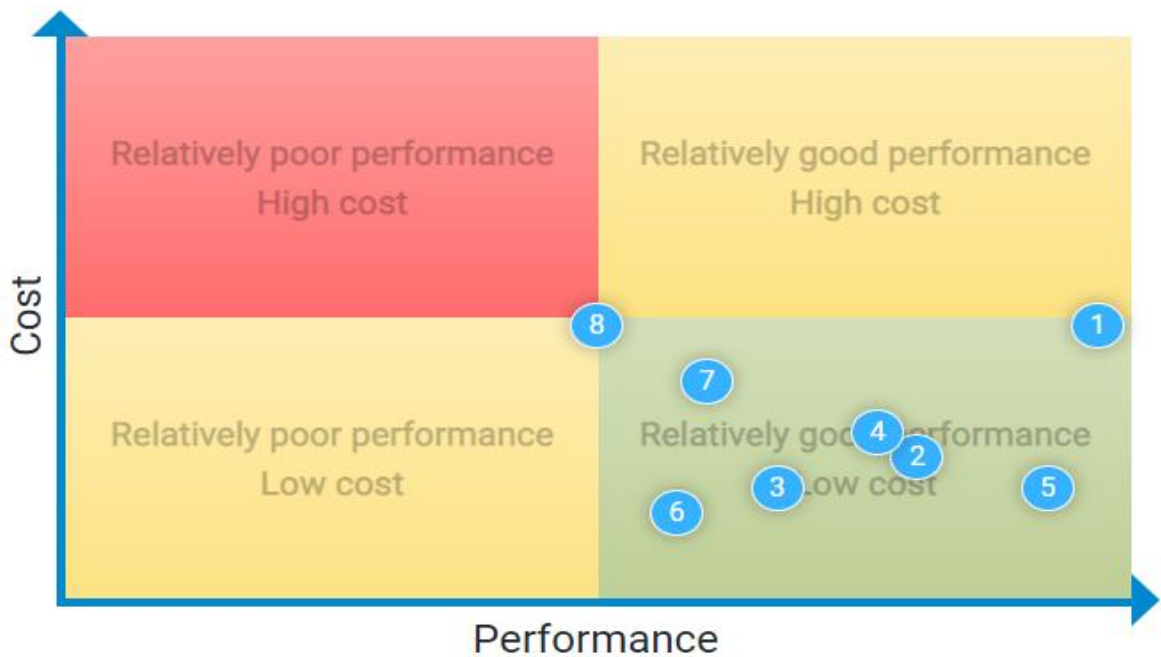 Relatively poor performance
High cost
Relatively good performance
High cost
Cost
8
1
7
Relatively poor performance
Low cost
Relatively good performance
Low cost
4
2
3
5
6
Performance